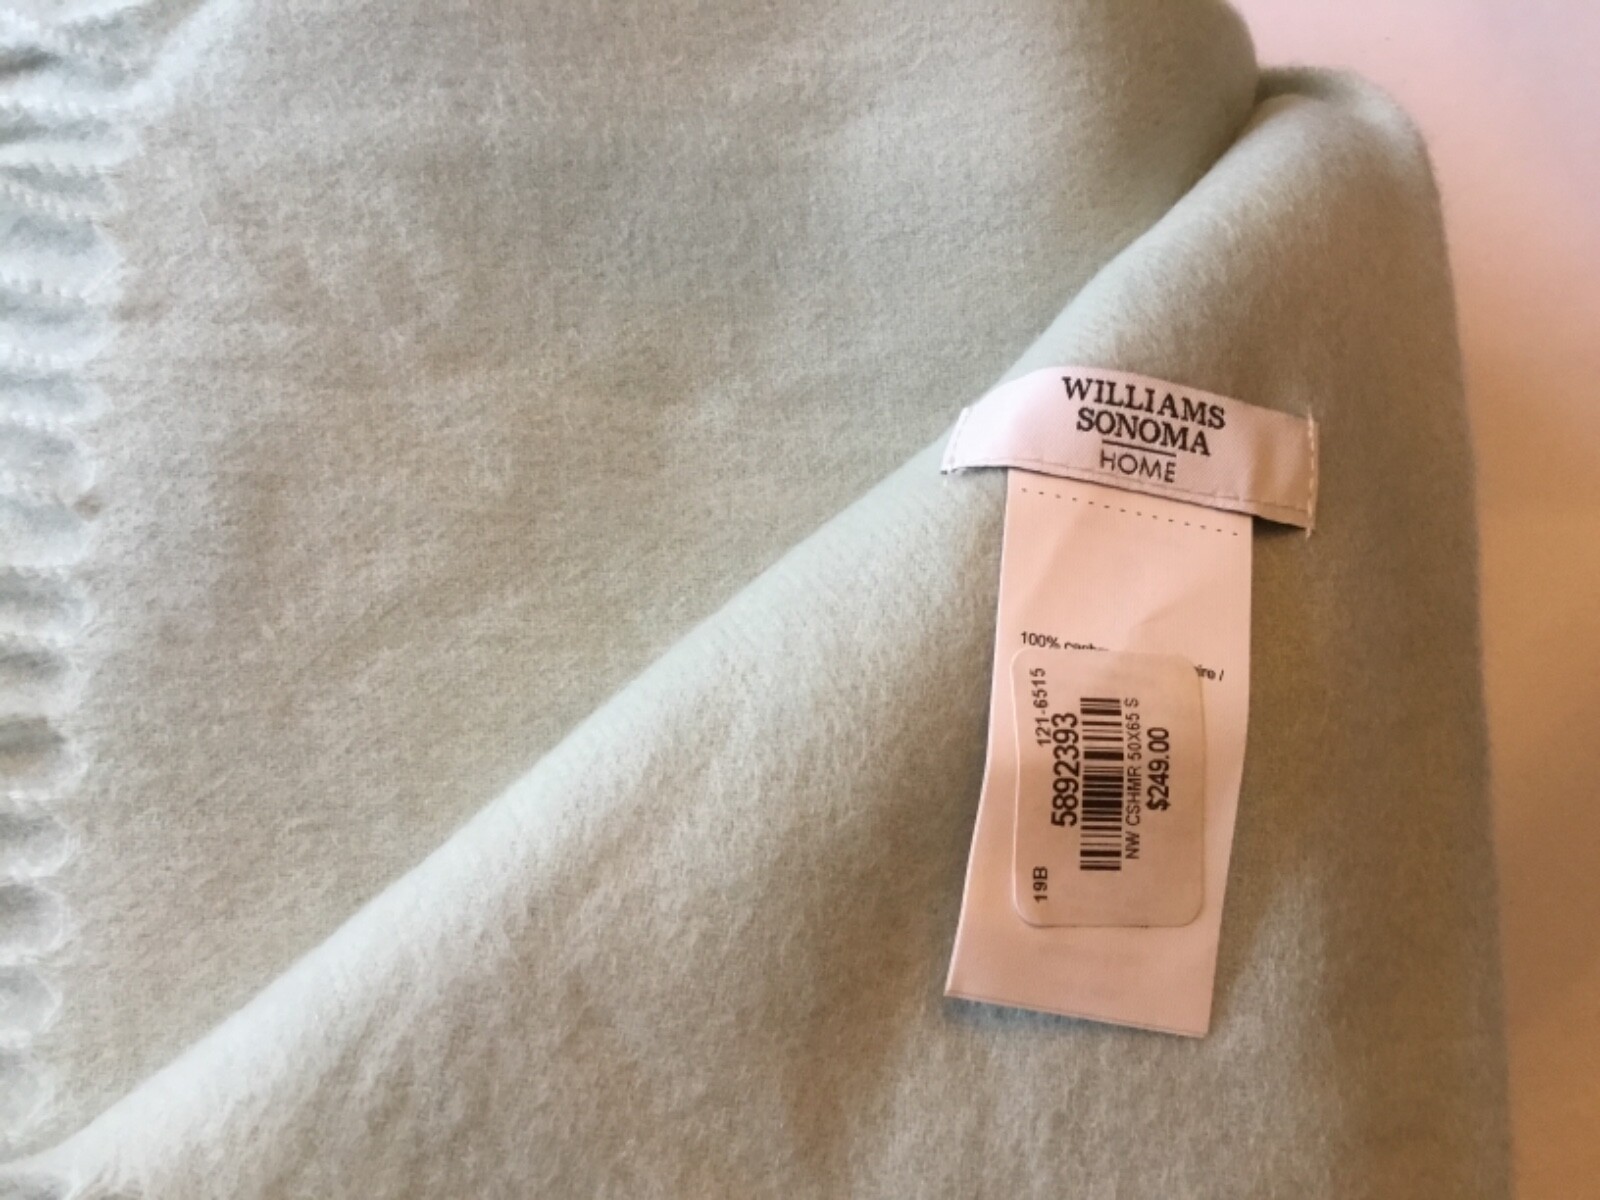 WILLIAMS
SONOMA
HOME
100%
121-6515
5892393
NW CSHMR 50X65 S
$249.00
19B